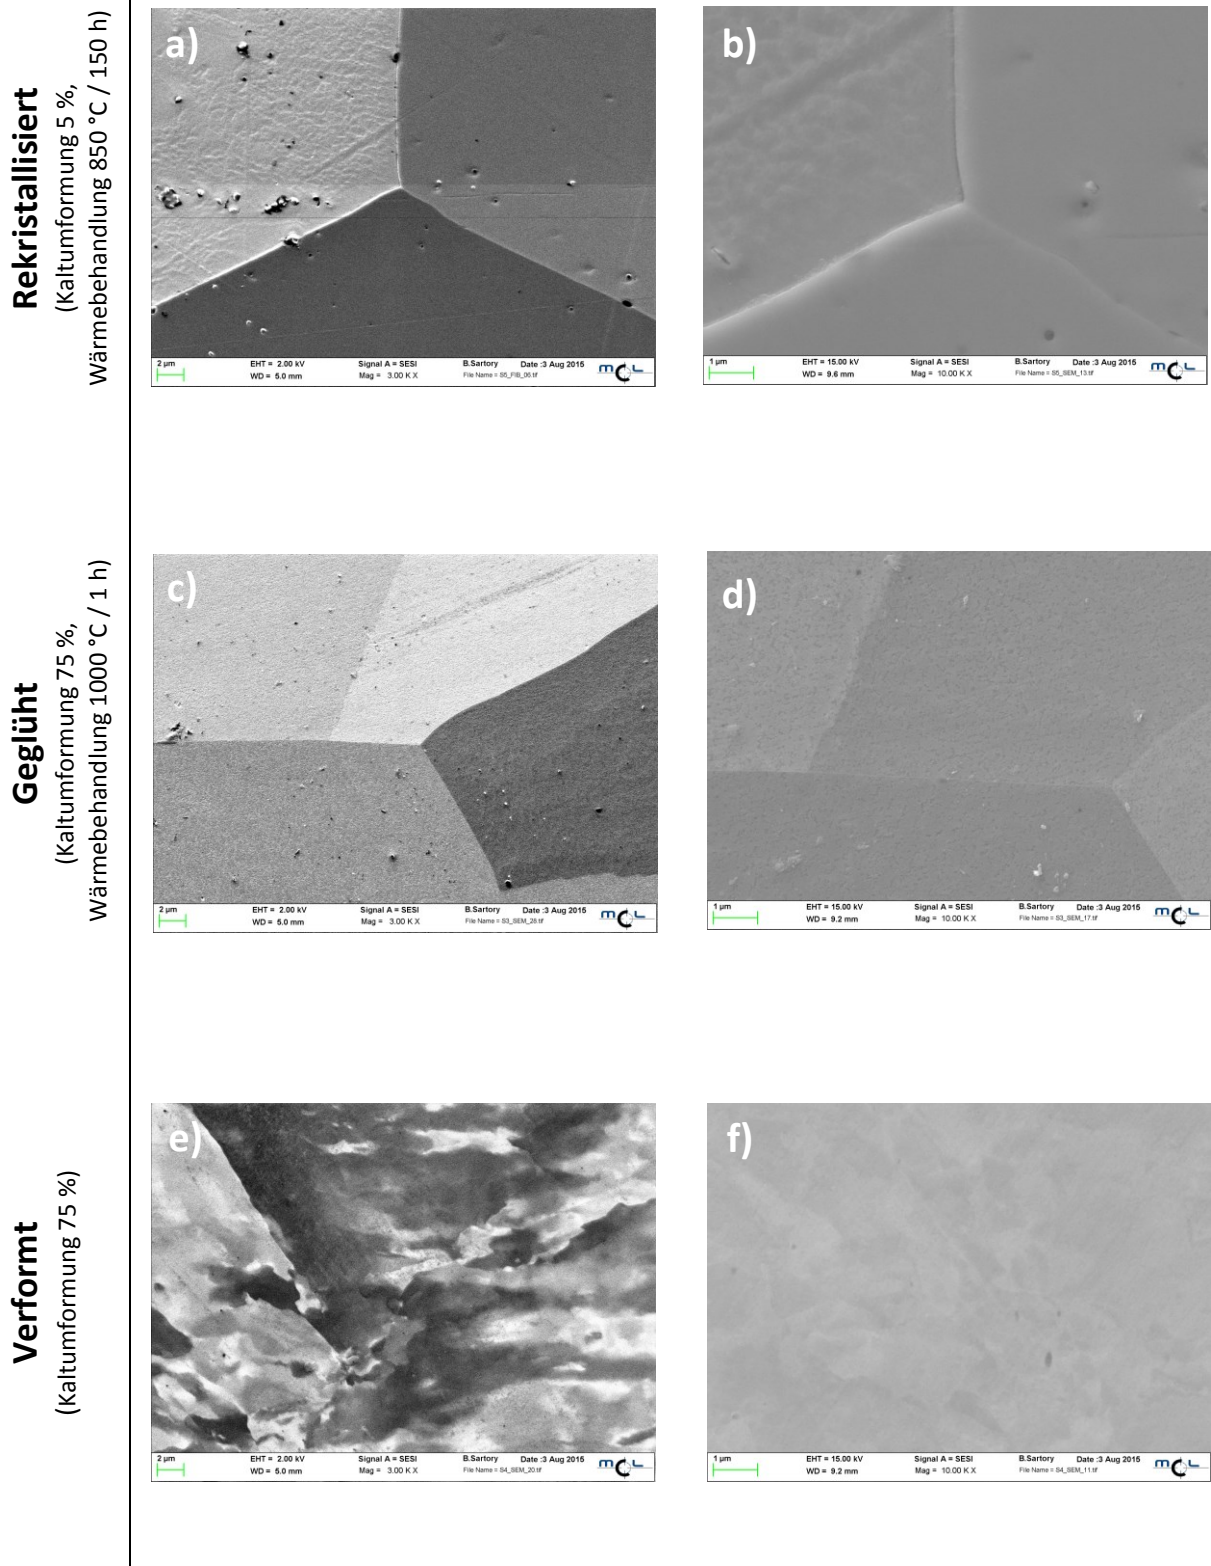 Rekristallisiert
(Kaltumformung 5 %,
Wärmebehandlung 850 °C / 150 h)
a)
2 µm
EHT = 2.00 kV
WD = 5.0 mm
Signal A = SESI
Mag = 3.00 K X
B.Sartory
Date :3 Aug 2015
File Name = S5_FIB_06.tif
b)
1 µm
EHT = 15.00 kV
WD = 9.6 mm
Signal A = SESI
Mag = 10.00 K X
B.Sartory
Date :3 Aug 2015
File Name = S5_SEM_13.tif
Geglüht
(Kaltumformung 75 %,
Wärmebehandlung 1000 °C / 1 h)
c)
2 µm
EHT = 2.00 kV
WD = 5.0 mm
Signal A = SESI
Mag = 3.00 K X
B.Sartory
Date :3 Aug 2015
File Name = S3_SEM_28.tif
d)
1 µm
EHT = 15.00 kV
WD = 9.2 mm
Signal A = SESI
Mag = 10.00 K X
B.Sartory
Date :3 Aug 2015
File Name = S3_SEM_17.tif
Verformt
(Kaltumformung 75 %)
e)
2 µm
EHT = 2.00 kV
WD = 5.0 mm
Signal A = SESI
Mag = 3.00 K X
B.Sartory
Date :3 Aug 2015
File Name = S4_SEM_20.tif
f)
1 µm
EHT = 15.00 kV
WD = 9.2 mm
Signal A = SESI
Mag = 10.00 K X
B.Sartory
Date :3 Aug 2015
File Name = S4_SEM_11.tif